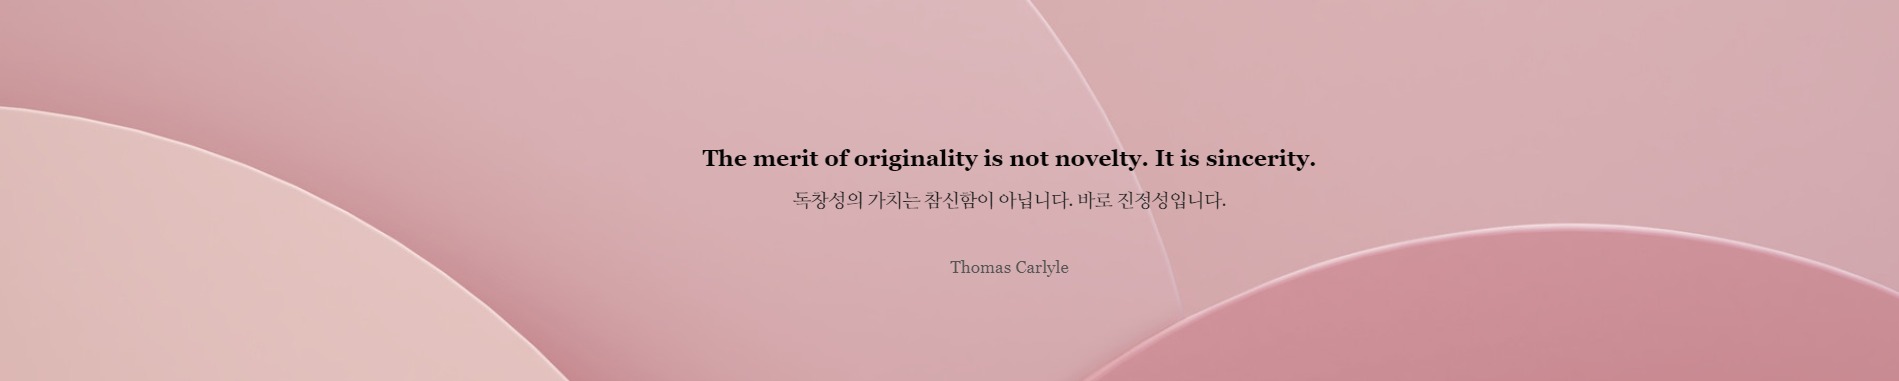 The merit of originality is not novelty. It is sincerity.
독창성의 가치는 참신함이 아닙니다. 바로 진정성입니다.
Thomas Carlyle